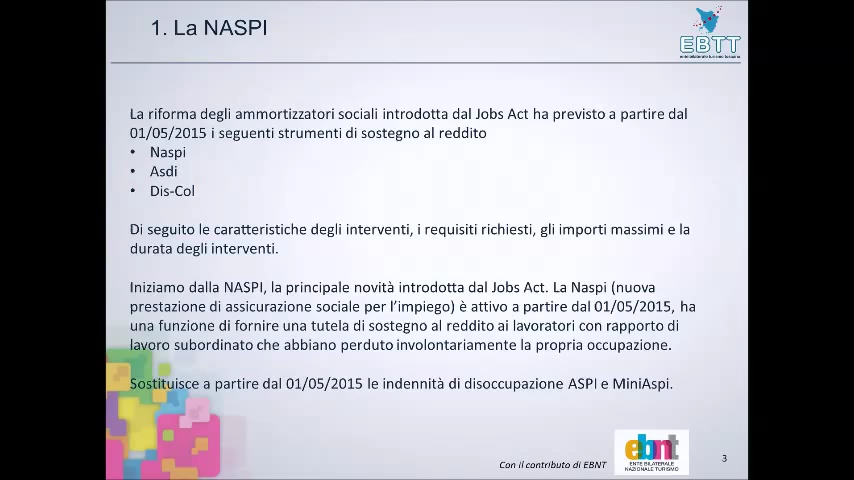 1. La NASPI
EBTT
ente bilaterale turismo toscano
La riforma degli ammortizzatori sociali introdotta dal Jobs Act ha previsto a partire dal
01/05/2015 i seguenti strumenti di sostegno al reddito
• Naspi
• Asdi
• Dis-Col
Di seguito le caratteristiche degli interventi, i requisiti richiesti, gli importi massimi e la
durata degli interventi.
Iniziamo dalla NASPI, la principale novità introdotta dal Jobs Act. La Naspi (nuova
prestazione di assicurazione sociale per l'impiego) è attivo a partire dal 01/05/2015, ha
una funzione di fornire una tutela di sostegno al reddito ai lavoratori con rapporto di
lavoro subordinato che abbiano perduto involontariamente la propria occupazione.
Sostituisce a partire dal 01/05/2015 le indennità di disoccupazione ASPI e MiniAspi.
Con il contributo di EBNT
ebnt
ENTE BILATERALE
NAZIONALE TURISMO
3